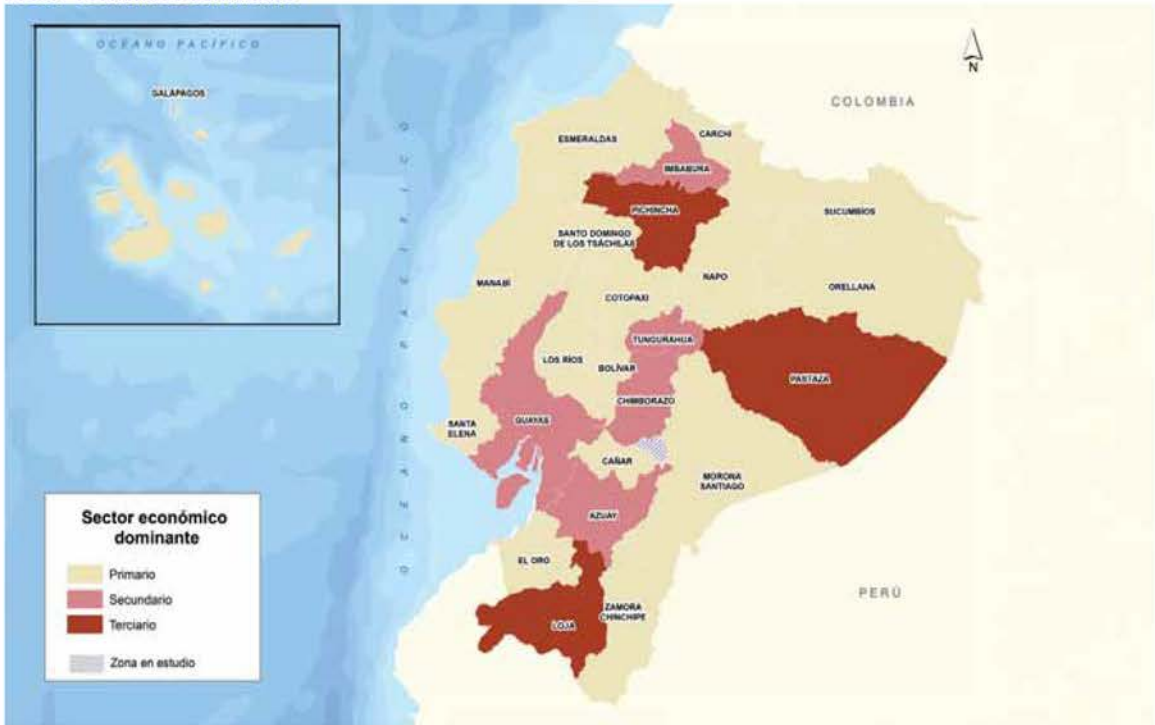 OCÉANO PACÍFICO
GALÁPAGOS
N
COLOMBIA
ESMERALDAS
CARCHI
IMBABURA
PICHINCHA
SUCUMBÍOS
SANTO DOMINGO
DE LOS TSÁCHILAS
NAPO
MANABÍ
ORELLANA
COTOPAXI
TUNGURAHUA
LOS RÍOS
BOLÍVAR
PASTAZA
CHIMBORAZO
GUAYAS
SANTA
ELENA
CAÑAR
MORONA
SANTIAGO
AZUAY
EL ORO
ZAMORA
CHINCHIPE
LOJA
PERÚ
Sector económico
dominante
Primario
Secundario
Terciario
Zona en estudio